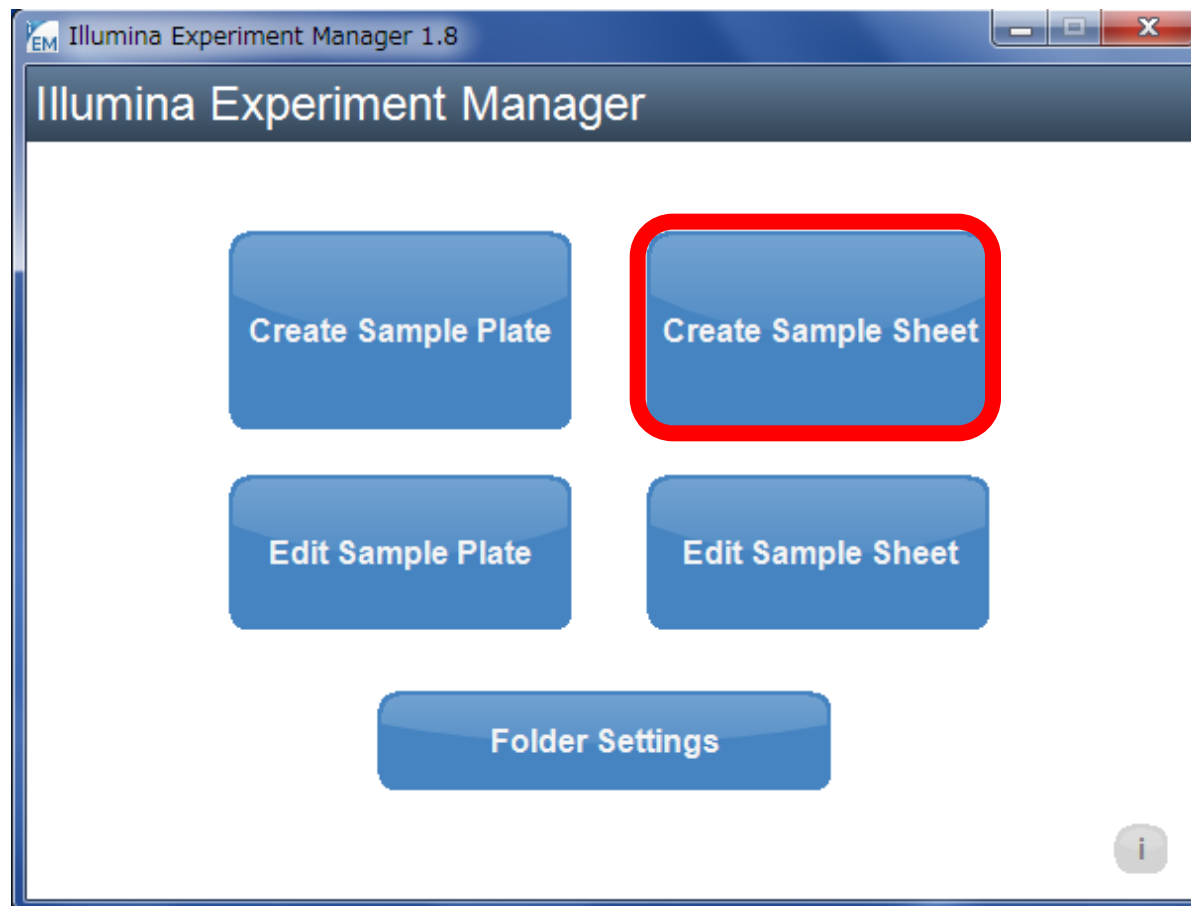 EM Illumina Experiment Manager 1.8
Illumina Experiment Manager
Create Sample Plate
Create Sample Sheet
Edit Sample Plate
Edit Sample Sheet
Folder Settings
i